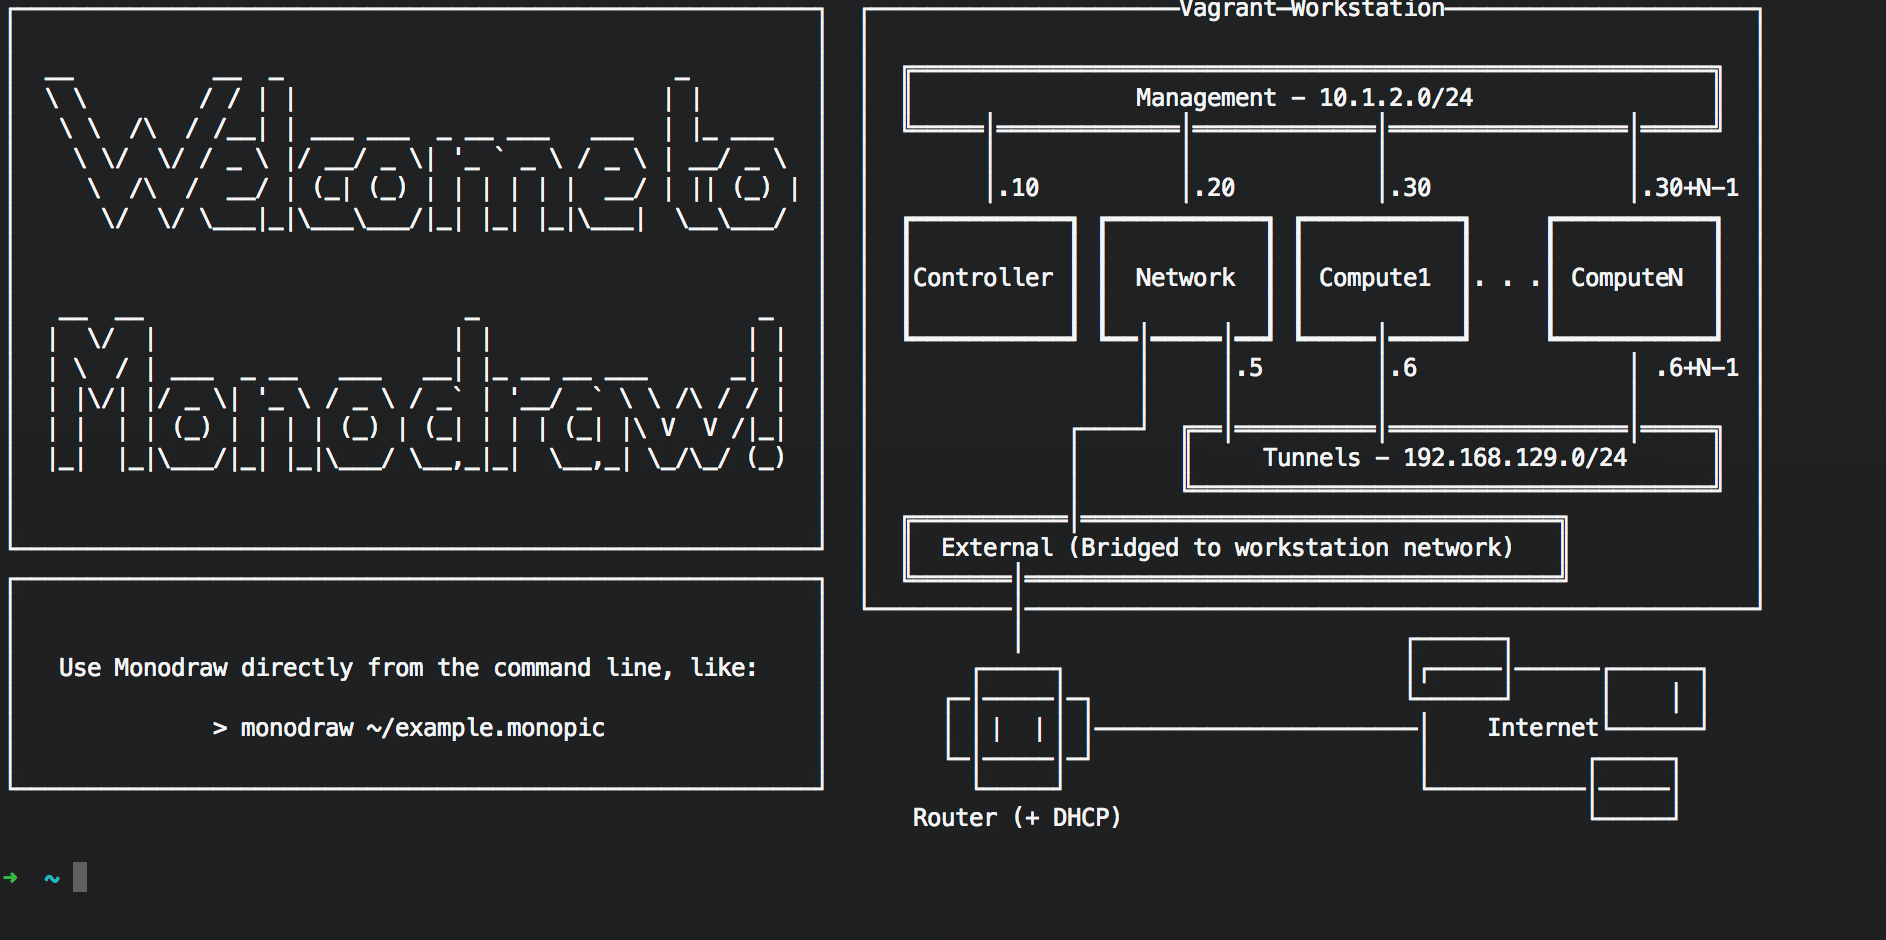 Welcome to
Monodraw!
Use Monodraw directly from the command line, like:
> monodraw ~/example.monopic
Vagrant Workstation
Management - 10.1.2.0/24
.10 .20 .30 .30+N-1
Controller Network Compute1 . . . ComputeN
.5 .6 .6+N-1
Tunnels - 192.168.129.0/24
External (Bridged to workstation network)
Internet
Router (+ DHCP)
➜ ~